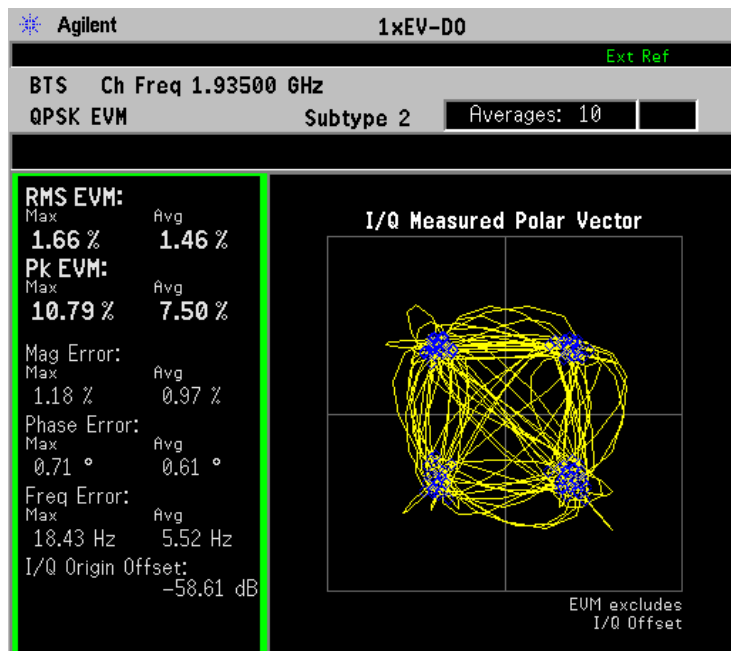 Agilent 1xEV-DO
Ext Ref
BTS Ch Freq 1.93500 GHz
QPSK EVM Subtype 2 Averages: 10
RMS EVM:
Max Avg
1.66 % 1.46 %
Pk EVM:
Max Avg
10.79 % 7.50 %
Mag Error:
Max Avg
1.18 % 0.97 %
Phase Error:
Max Avg
0.71 ° 0.61 °
Freq Error:
Max Avg
18.43 Hz 5.52 Hz
I/Q Origin Offset:
-58.61 dB
I/Q Measured Polar Vector
EVM excludes
I/Q Offset